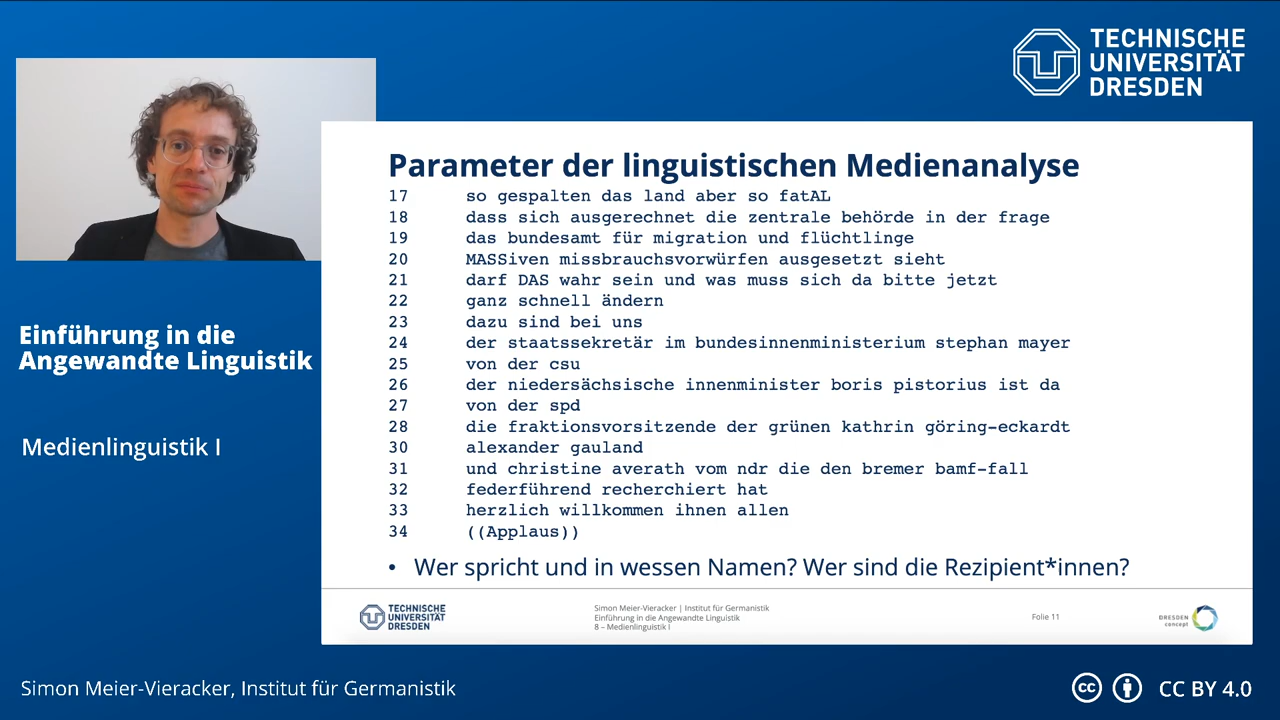 TECHNISCHE
UNIVERSITÄT
DRESDEN
Parameter der linguistischen Medienanalyse
17 so gespalten das land aber so fatAL
18 dass sich ausgerechnet die zentrale behörde in der frage
19 das bundesamt für migration und flüchtlinge
20 MASSiven missbrauchsvorwürfen ausgesetzt sieht
21 darf DAS wahr sein und was muss sich da bitte jetzt
22 ganz schnell ändern
23 dazu sind bei uns
24 der staatssekretär im bundesinnenministerium stephan mayer
25 von der csu
26 der niedersächsische innenminister boris pistorius ist da
27 von der spd
28 die fraktionsvorsitzende der grünen kathrin göring-eckardt
30 alexander gauland
31 und christine averath vom ndr die den bremer bamf-fall
32 federführend recherchiert hat
33 herzlich willkommen ihnen allen
34 ((Applaus))
• Wer spricht und in wessen Namen? Wer sind die Rezipient*innen?
TECHNISCHE
UNIVERSITÄT
DRESDEN
Simon Meier-Vieracker | Institut für Germanistik
Einführung in die Angewandte Linguistik
8 – Medienlinguistik I
Folie 11
DRESDEN
concept
Einführung in die
Angewandte Linguistik
Medienlinguistik I
Simon Meier-Vieracker, Institut für Germanistik
cc
CC BY 4.0